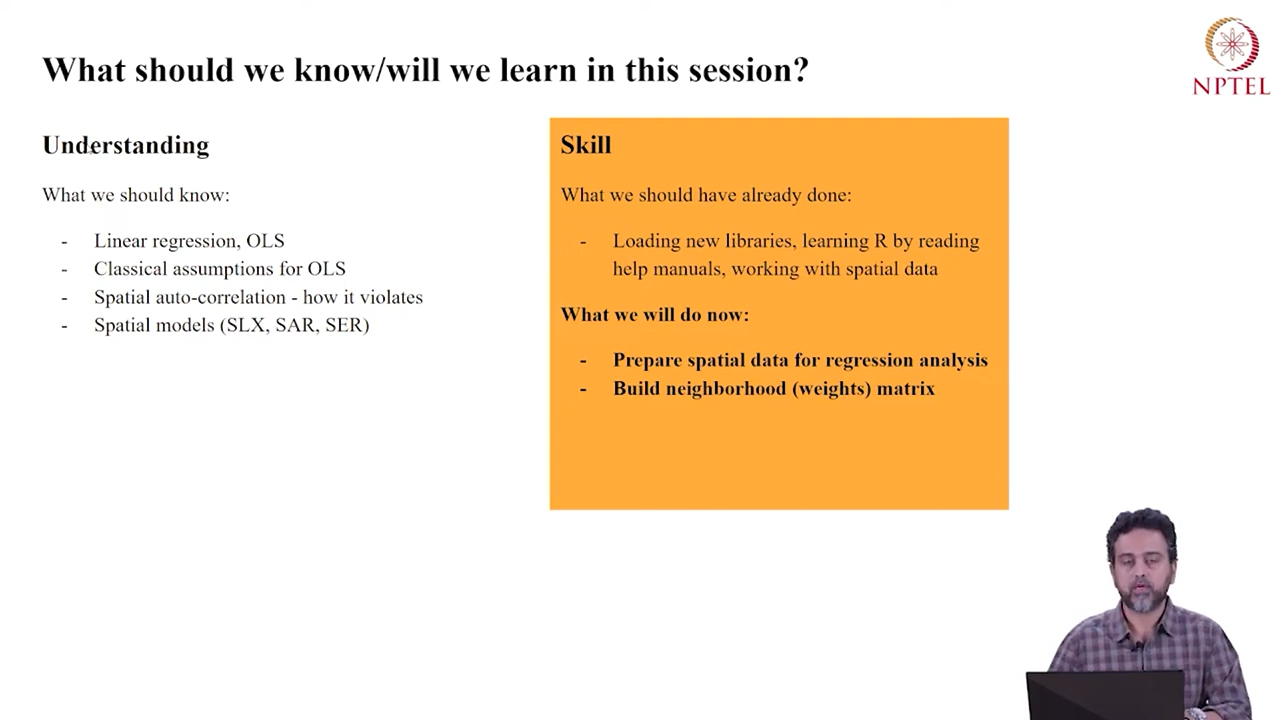 What should we know/will we learn in this session?
NPTEL
Understanding
What we should know:
- Linear regression, OLS
- Classical assumptions for OLS
- Spatial auto-correlation - how it violates
- Spatial models (SLX, SAR, SER)
Skill
What we should have already done:
- Loading new libraries, learning R by reading
help manuals, working with spatial data
What we will do now:
- Prepare spatial data for regression analysis
- Build neighborhood (weights) matrix